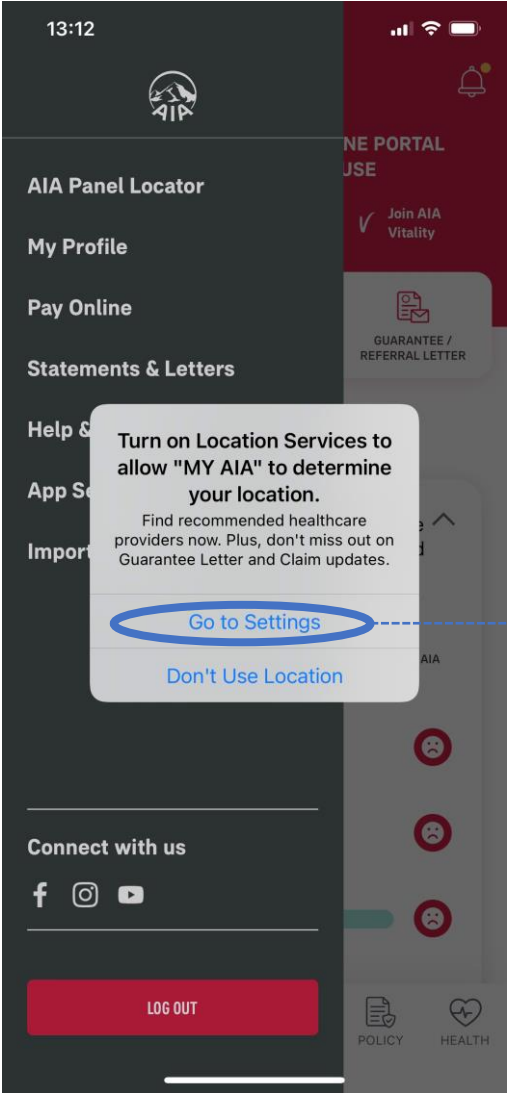 13:12
AIA
NE PORTAL
USE
AIA Panel Locator
Join AIA
Vitality
My Profile
Pay Online
GUARANTEE /
REFERRAL LETTER
Statements & Letters
Help &
Turn on Location Services to
allow "MY AIA" to determine
your location.
App Se
Find recommended healthcare
providers now. Plus, don't miss out on
Guarantee Letter and Claim updates.
Import
Go to Settings
Don't Use Location
AIA
Connect with us
LOG OUT
POLICY
HEALTH